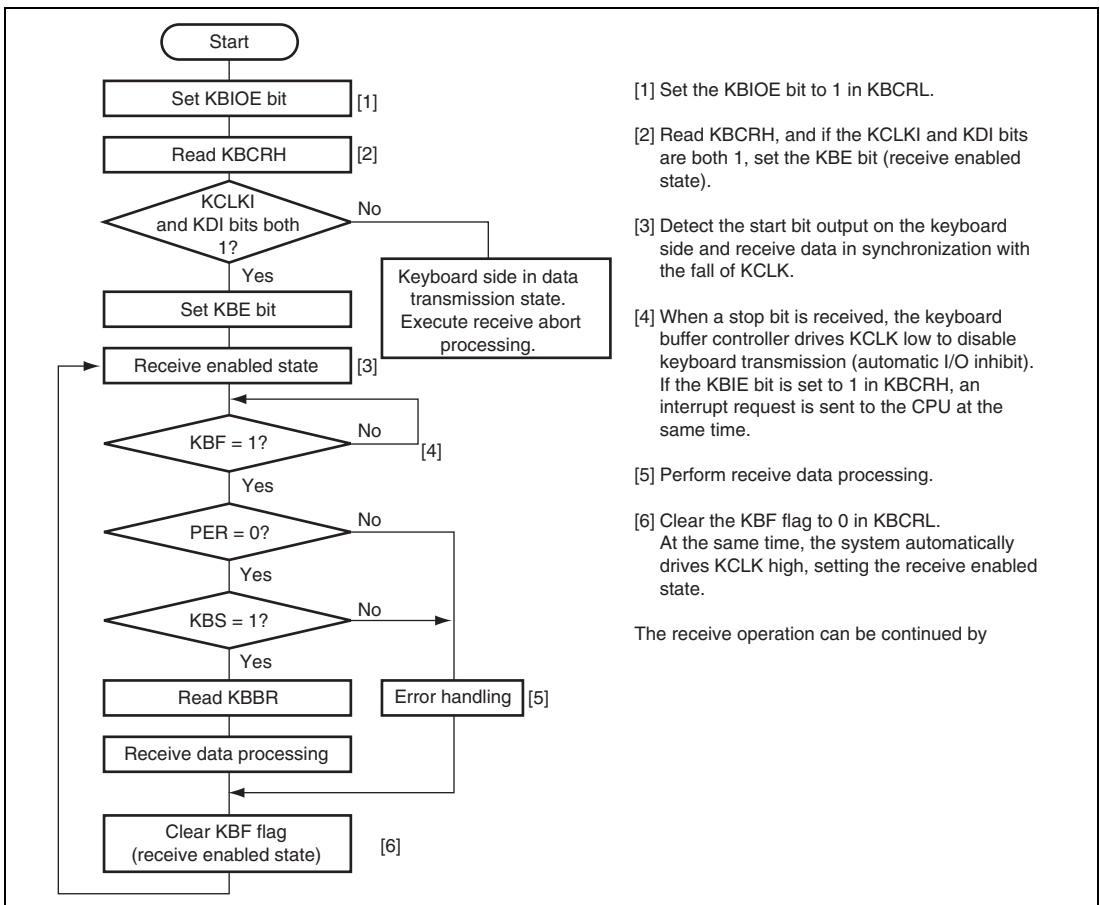 Start
Set KBIOE bit
[1]
Read KBCRH
[2]
KCLKI
and KDI bits both
1?
No
Yes
Keyboard side in data
transmission state.
Execute receive abort
processing.
Set KBE bit
Receive enabled state
[3]
KBF = 1?
No
[4]
Yes
PER = 0?
No
Yes
KBS = 1?
No
Yes
Read KBBR
Error handling
[5]
Receive data processing
Clear KBF flag
(receive enabled state)
[6]
[1] Set the KBIOE bit to 1 in KBCRL.
[2] Read KBCRH, and if the KCLKI and KDI bits
are both 1, set the KBE bit (receive enabled
state).
[3] Detect the start bit output on the keyboard
side and receive data in synchronization with
the fall of KCLK.
[4] When a stop bit is received, the keyboard
buffer controller drives KCLK low to disable
keyboard transmission (automatic I/O inhibit).
If the KBIE bit is set to 1 in KBCRH, an
interrupt request is sent to the CPU at the
same time.
[5] Perform receive data processing.
[6] Clear the KBF flag to 0 in KBCRL.
At the same time, the system automatically
drives KCLK high, setting the receive enabled
state.
The receive operation can be continued by